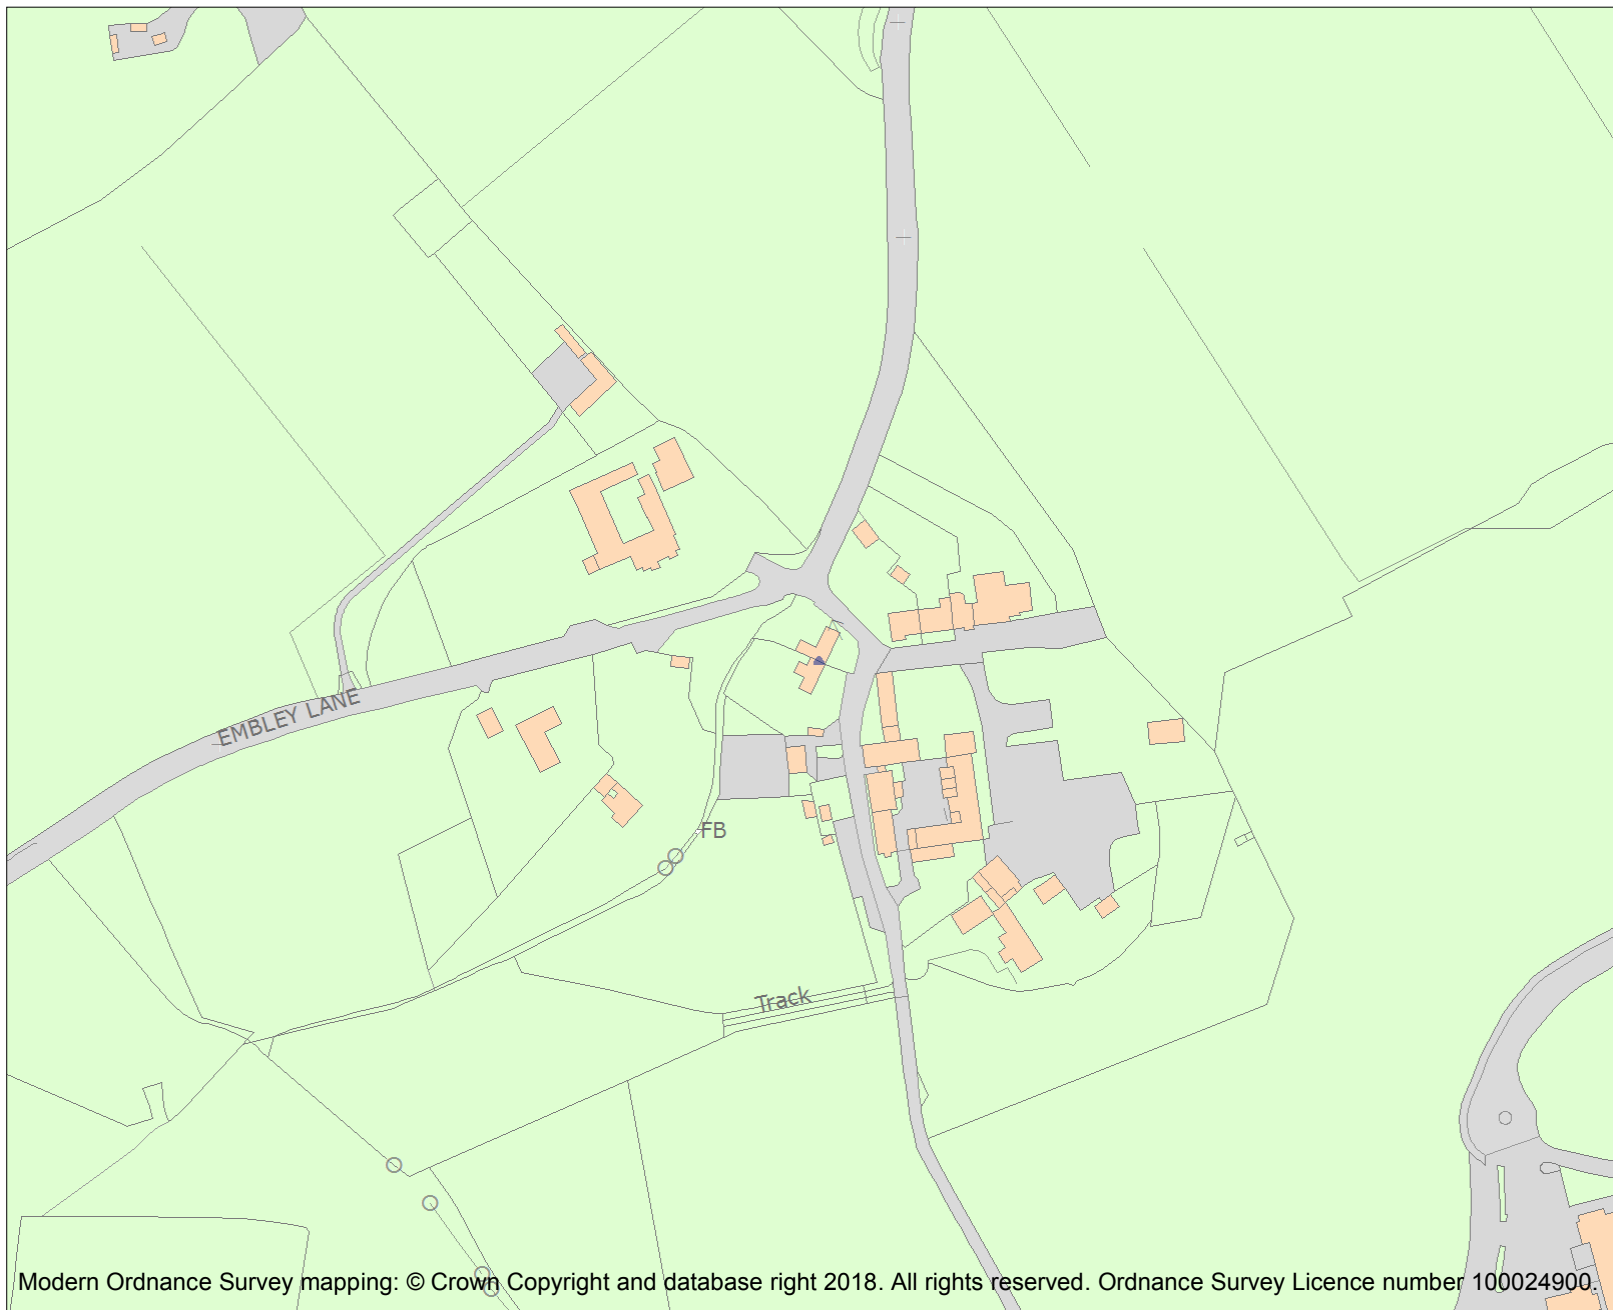 EMBLEY LANE
FB
Track
Modern Ordnance Survey mapping: © Crown Copyright and database right 2018. All rights reserved. Ordnance Survey Licence number 100024900.